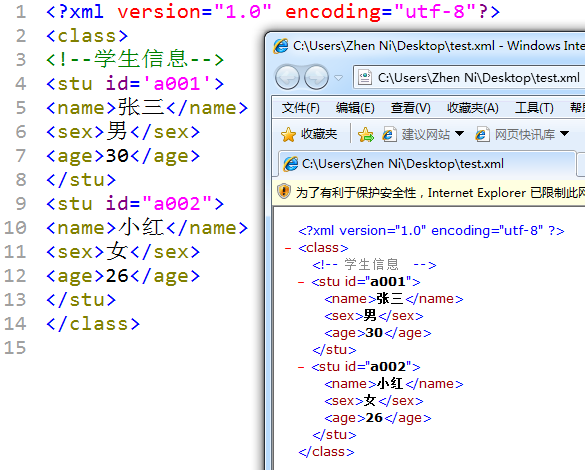 1 <?xml version="1.0" encoding="utf-8"?>
2 <class>
3 <!--学生信息-->
4 <stu id='a001'>
5 <name>张三</name>
6 <sex>男</sex>
7 <age>30</age>
8 </stu>
9 <stu id="a002">
10 <name>小红</name>
11 <sex>女</sex>
12 <age>26</age>
13 </stu>
14 </class>
15
C:\Users\Zhen Ni\Desktop\test.xml - Windows Inte
C:\Users\Zhen Ni\Desktop\test.xml
文件(F) 编辑(E) 查看(V) 收藏夹(A) 工具(T) 帮
收藏夹 建议网站 网页快讯库
C:\Users\Zhen Ni\Desktop\test.xml
为了有利于保护安全性，Internet Explorer 已限制此网
<?xml version="1.0" encoding="utf-8" ?>
- <class>
<!-- 学生信息 -->
- <stu id="a001">
<name>张三</name>
<sex>男</sex>
<age>30</age>
</stu>
- <stu id="a002">
<name>小红</name>
<sex>女</sex>
<age>26</age>
</stu>
</class>